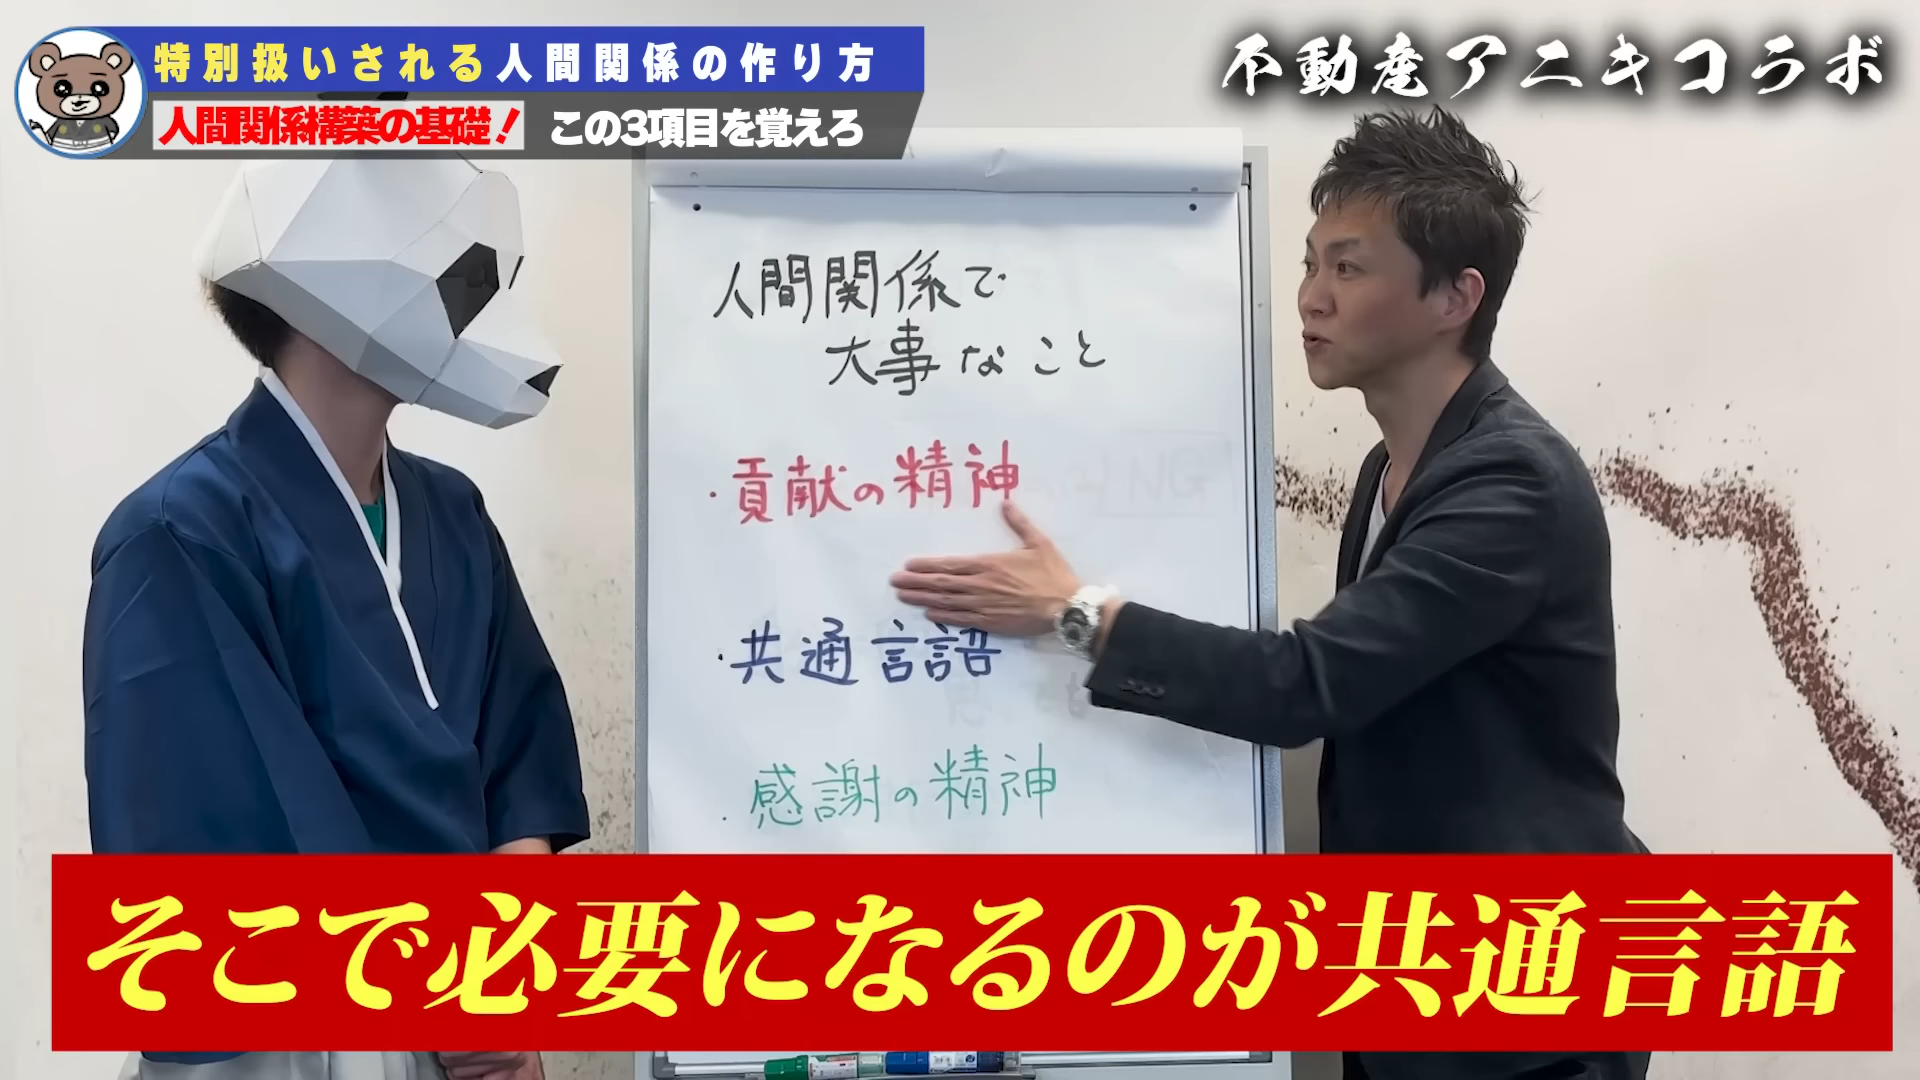 特別扱いされる人間関係の作り方
人間関係構築の基礎！ この3項目を覚えろ
不動産アニキコラボ
人間関係で
大事なこと
・貢献の精神
・共通言語
・感謝の精神
そこで必要になるのが共通言語